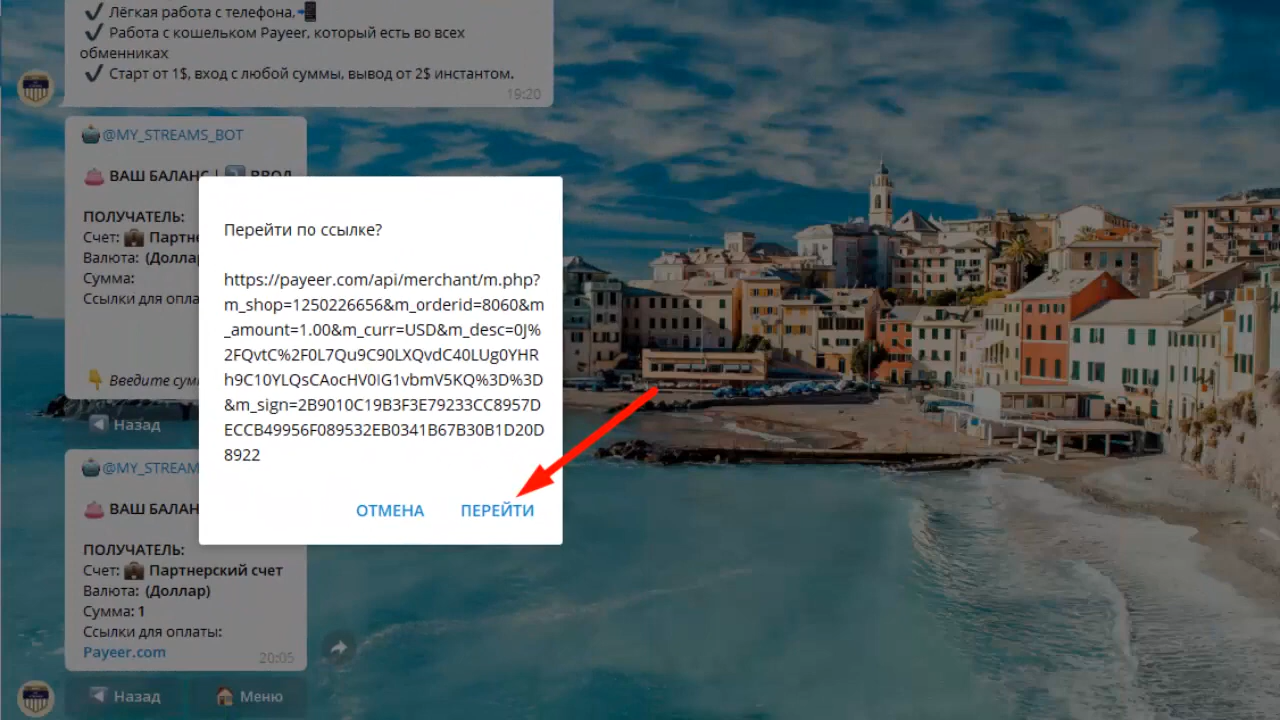 Лёгкая работа с телефона,
Работа с кошельком Payeer, который есть во всех
обменниках
Старт от 1$, вход с любой суммы, вывод от 2$ инстантом.
19:20
@MY_STREAMS_BOT
ВАШ БАЛАНС | ВВОД
ПОЛУЧАТЕЛЬ:
Счет: Партне
Валюта: (Доллар
Сумма:
Ссылки для опла
Введите сум
Назад
Перейти по ссылке?
https://payeer.com/api/merchant/m.php?
m_shop=1250226656&m_orderid=8060&m
_amount=1.00&m_curr=USD&m_desc=0J%
2FQvtC%2F0L7Qu9C90LXQvdC40LUg0YHR
h9C10YLQsCAocHV0IG1vbmV5KQ%3D%3D
&m_sign=2B9010C19B3F3E79233CC8957D
ECCB49956F089532EB0341B67B30B1D20D
8922
ОТМЕНА ПЕРЕЙТИ
@MY_STREAM
ВАШ БАЛАН
ПОЛУЧАТЕЛЬ:
Счет: Партнерский счет
Валюта: (Доллар)
Сумма: 1
Ссылки для оплаты:
Payeer.com
20:05
Назад Меню